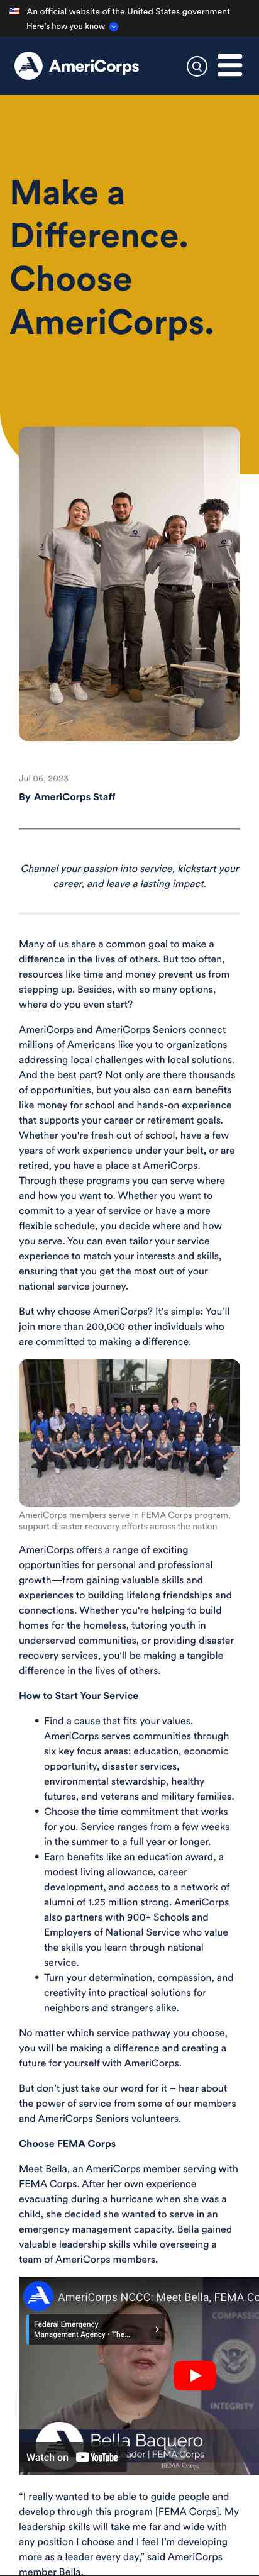 An official website of the United States government
Here's how you know
AmeriCorps
Make a
Difference.
Choose
AmeriCorps.
Jul 06, 2023
By AmeriCorps Staff
Channel your passion into service, kickstart your
career, and leave a lasting impact.
Many of us share a common goal to make a
difference in the lives of others. But too often,
resources like time and money prevent us from
stepping up. Besides, with so many options,
where do you even start?
AmeriCorps and AmeriCorps Seniors connect
millions of Americans like you to organizations
addressing local challenges with local solutions.
And the best part? Not only are there thousands
of opportunities, but you also can earn benefits
like money for school and hands-on experience
that supports your career or retirement goals.
Whether you're fresh out of school, have a few
years of work experience under your belt, or are
retired, you have a place at AmeriCorps.
Through these programs you can serve where
and how you want to. Whether you want to
commit to a year of service or have a more
flexible schedule, you decide where and how
you serve. You can even tailor your service
experience to match your interests and skills,
ensuring that you get the most out of your
national service journey.
But why choose AmeriCorps? It's simple: You'll
join more than 200,000 other individuals who
are committed to making a difference.
AmeriCorps members serve in FEMA Corps program,
support disaster recovery efforts across the nation
AmeriCorps offers a range of exciting
opportunities for personal and professional
growth—from gaining valuable skills and
experiences to building lifelong friendships and
connections. Whether you're helping to build
homes for the homeless, tutoring youth in
underserved communities, or providing disaster
recovery services, you'll be making a tangible
difference in the lives of others.
How to Start Your Service
• Find a cause that fits your values.
AmeriCorps serves communities through
six key focus areas: education, economic
opportunity, disaster services,
environmental stewardship, healthy
futures, and veterans and military families.
• Choose the time commitment that works
for you. Service ranges from a few weeks
in the summer to a full year or longer.
• Earn benefits like an education award, a
modest living allowance, career
development, and access to a network of
alumni of 1.25 million strong. AmeriCorps
also partners with 900+ Schools and
Employers of National Service who value
the skills you learn through national
service.
• Turn your determination, compassion, and
creativity into practical solutions for
neighbors and strangers alike.
No matter which service pathway you choose,
you will be making a difference and creating a
future for yourself with AmeriCorps.
But don't just take our word for it – hear about
the power of service from some of our members
and AmeriCorps Seniors volunteers.
Choose FEMA Corps
Meet Bella, an AmeriCorps member serving with
FEMA Corps. After her own experience
evacuating during a hurricane when she was a
child, she decided she wanted to serve in an
emergency management capacity. Bella gained
valuable leadership skills while overseeing a
team of AmeriCorps members.
AmeriCorps NCCC: Meet Bella, FEMA Co
COMPASSIO
Federal Emergency
Management Agency • The...
INTEGRITY
Bella Baquero
ader | FEMA Corps
FEMA Corps
Watch on YouTube
“I really wanted to be able to guide people and
develop through this program [FEMA Corps]. My
leadership skills will take me far and wide with
any position I choose and I feel I'm developing
more as a leader every day,” said AmeriCorps
member Bella.